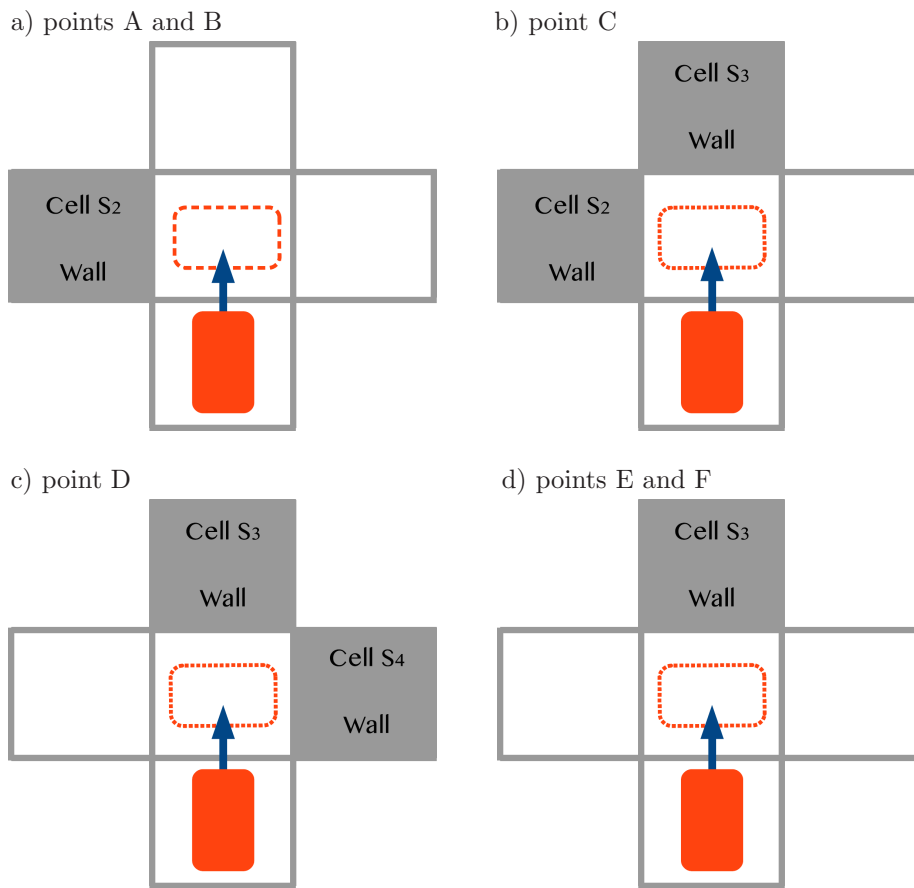 a) points A and B
b) point C
Cell S3
Wall
Cell S2
Wall
Cell S2
Wall
c) point D
d) points E and F
Cell S3
Wall
Cell S4
Wall
Cell S3
Wall